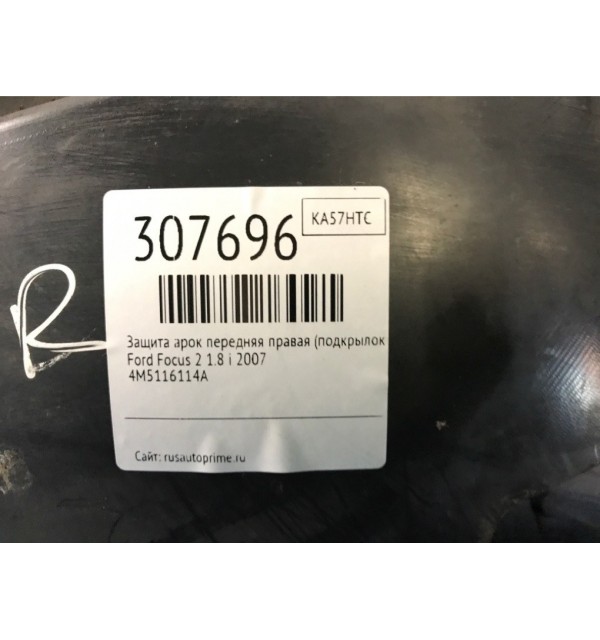 307696
KA57HTC
R
Защита арок передняя правая (подкрылок
Ford Focus 2 1.8 i 2007
4M5116114A
Сайт: rusautoprime.ru